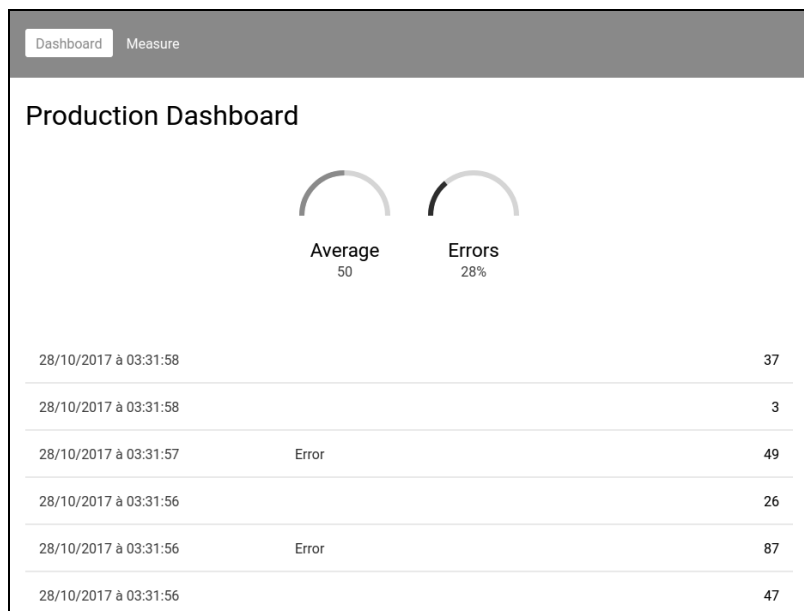 Dashboard Measure
Production Dashboard
Average Errors
50 28%
28/10/2017 à 03:31:58 37
28/10/2017 à 03:31:58 3
28/10/2017 à 03:31:57 Error 49
28/10/2017 à 03:31:56 26
28/10/2017 à 03:31:56 Error 87
28/10/2017 à 03:31:56 47